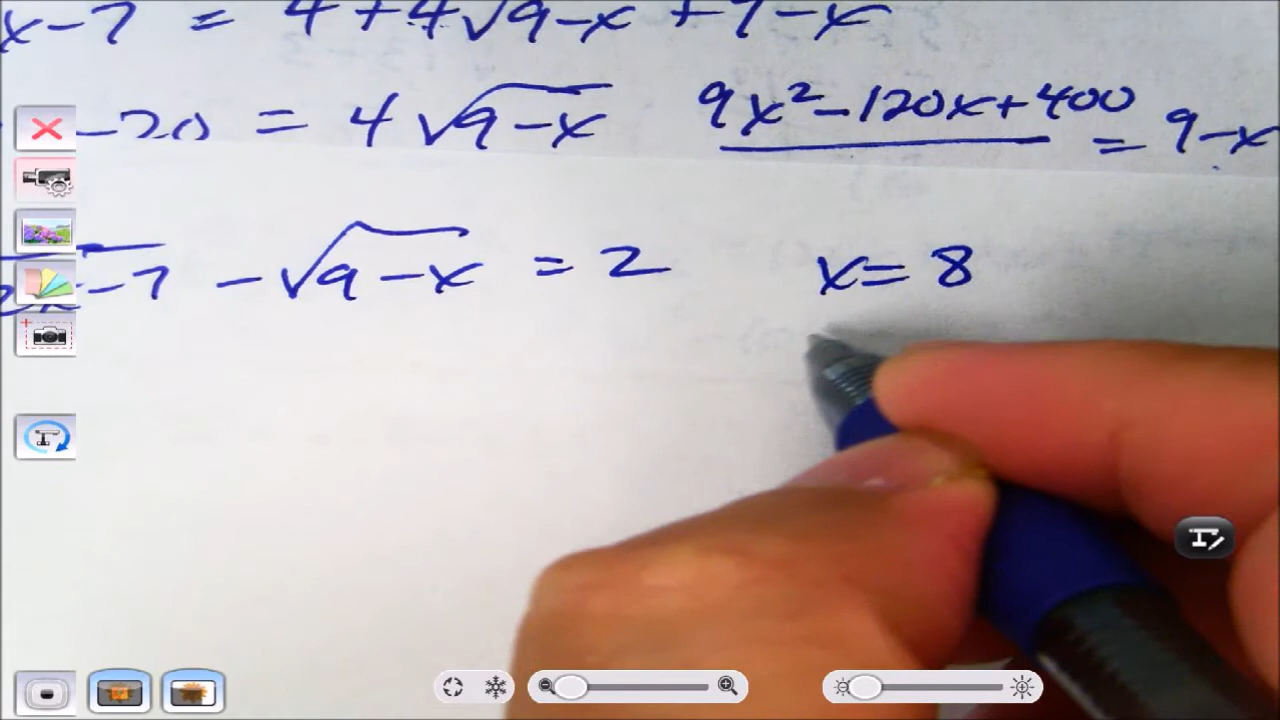 x-7 = 4+4√9-x +9-x
-20 = 4√9-x
9x²-120x+400 = 9-x
-7 -√9-x = 2
x= 8